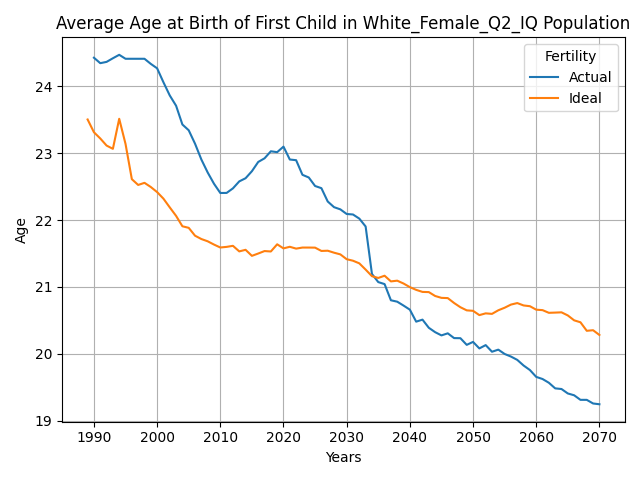 Average Age at Birth of First Child in White_Female_Q2_IQ Population
Fertility
Actual
Ideal
Age
24
23
22
21
20
19
1990 2000 2010 2020 2030 2040 2050 2060 2070
Years